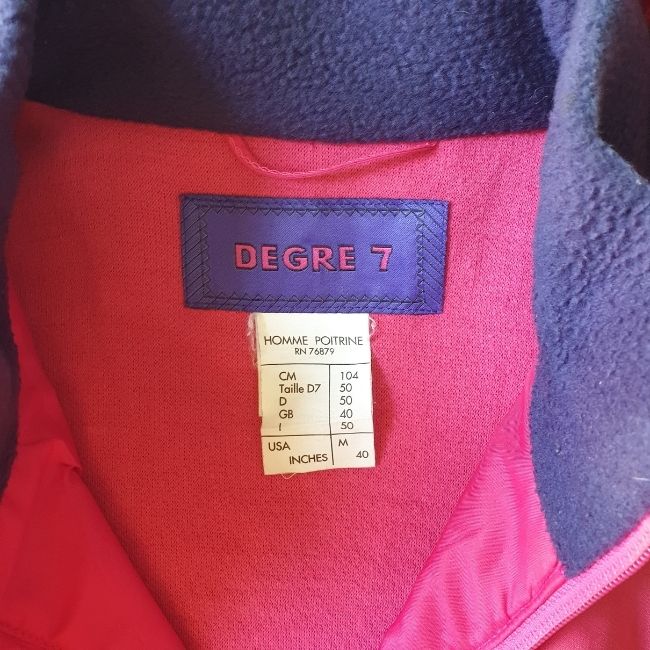 DEGRE 7
HOMME POITRINE
RN 76879
CM 104
Taille D7 50
D 50
GB 40
I 50
USA M
INCHES 40